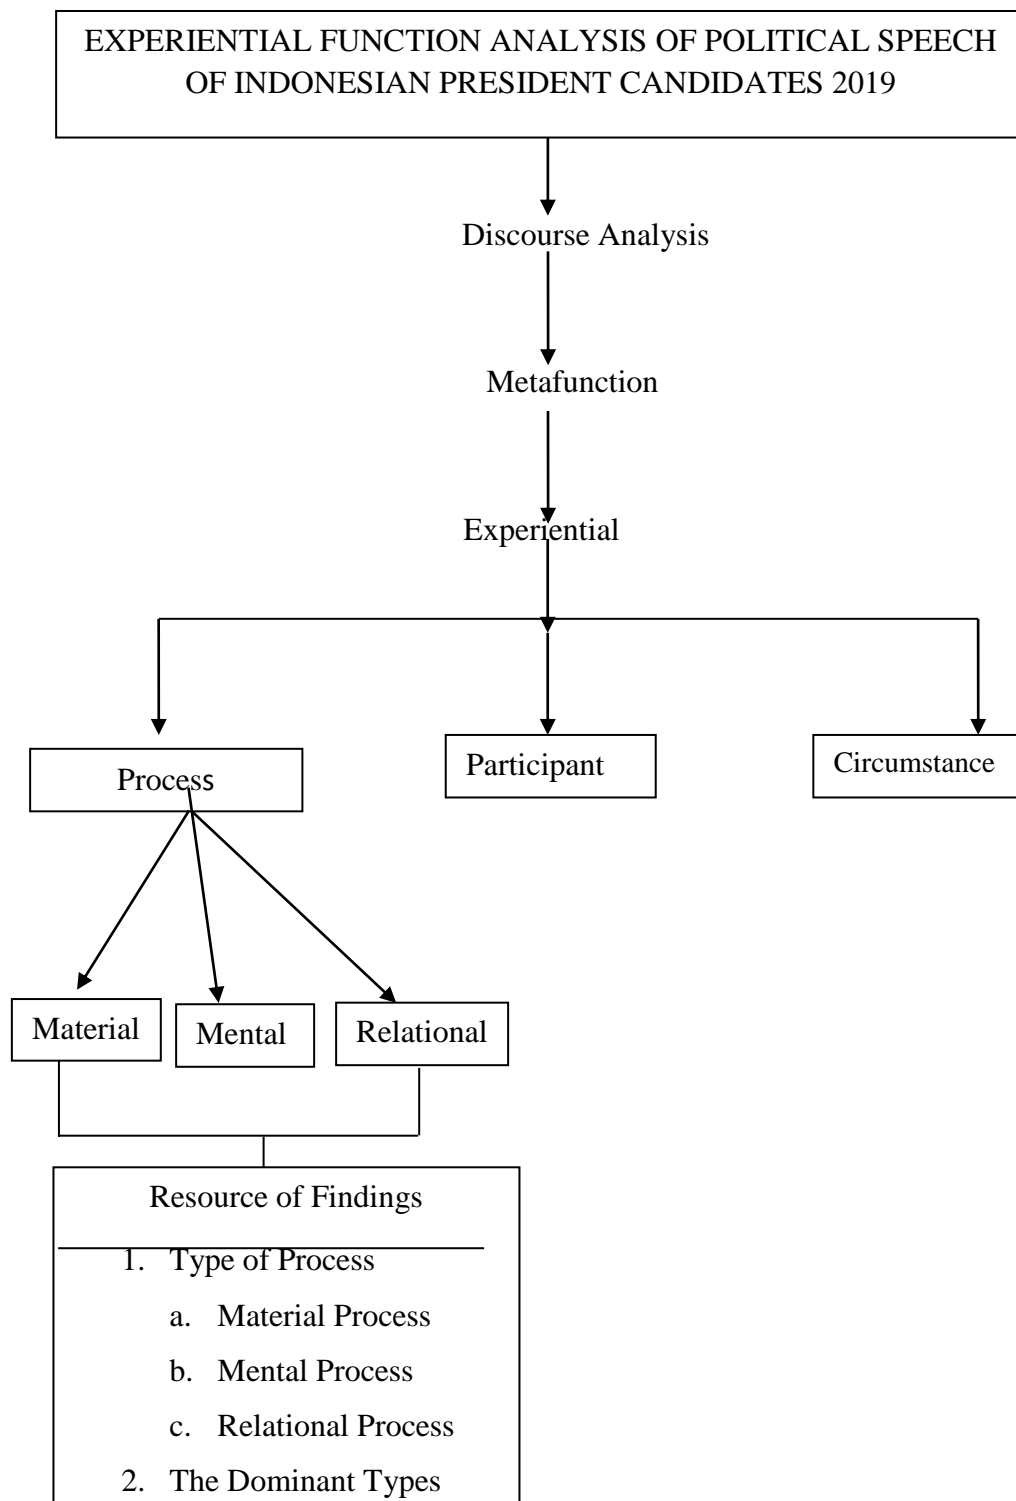 EXPERIENTIAL FUNCTION ANALYSIS OF POLITICAL SPEECH
OF INDONESIAN PRESIDENT CANDIDATES 2019
Discourse Analysis
Metafunction
Experiential
Process
Participant
Circumstance
Material
Mental
Relational
Resource of Findings
1. Type of Process
a. Material Process
b. Mental Process
c. Relational Process
2. The Dominant Types